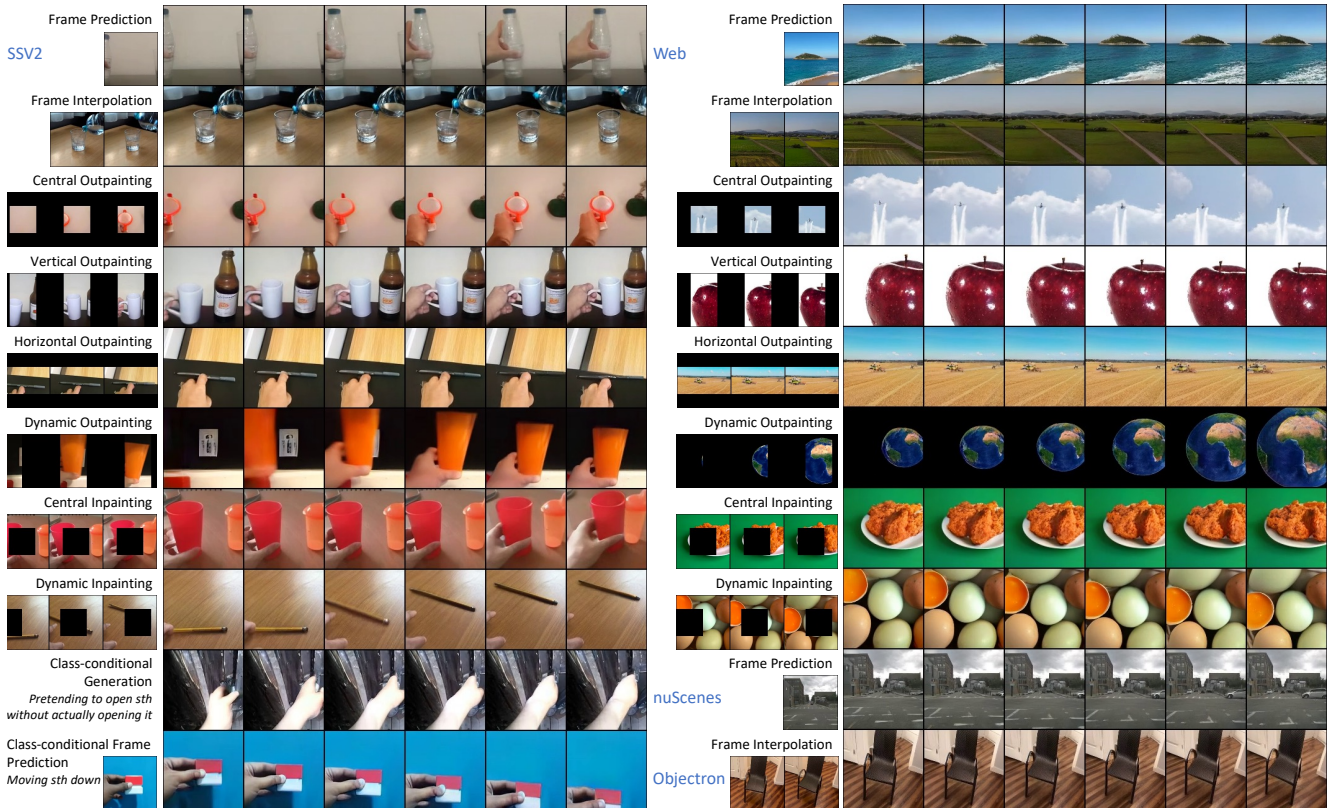 Frame Prediction
SSV2
Frame Interpolation
Central Outpainting
Vertical Outpainting
Horizontal Outpainting
Dynamic Outpainting
Central Inpainting
Dynamic Inpainting
Class-conditional
Generation
Pretending to open sth
without actually opening it
Class-conditional Frame
Prediction
Moving sth down
Frame Prediction
Web
Frame Interpolation
Central Outpainting
Vertical Outpainting
Horizontal Outpainting
Dynamic Outpainting
Central Inpainting
Dynamic Inpainting
Frame Prediction
nuScenes
Frame Interpolation
Objectron